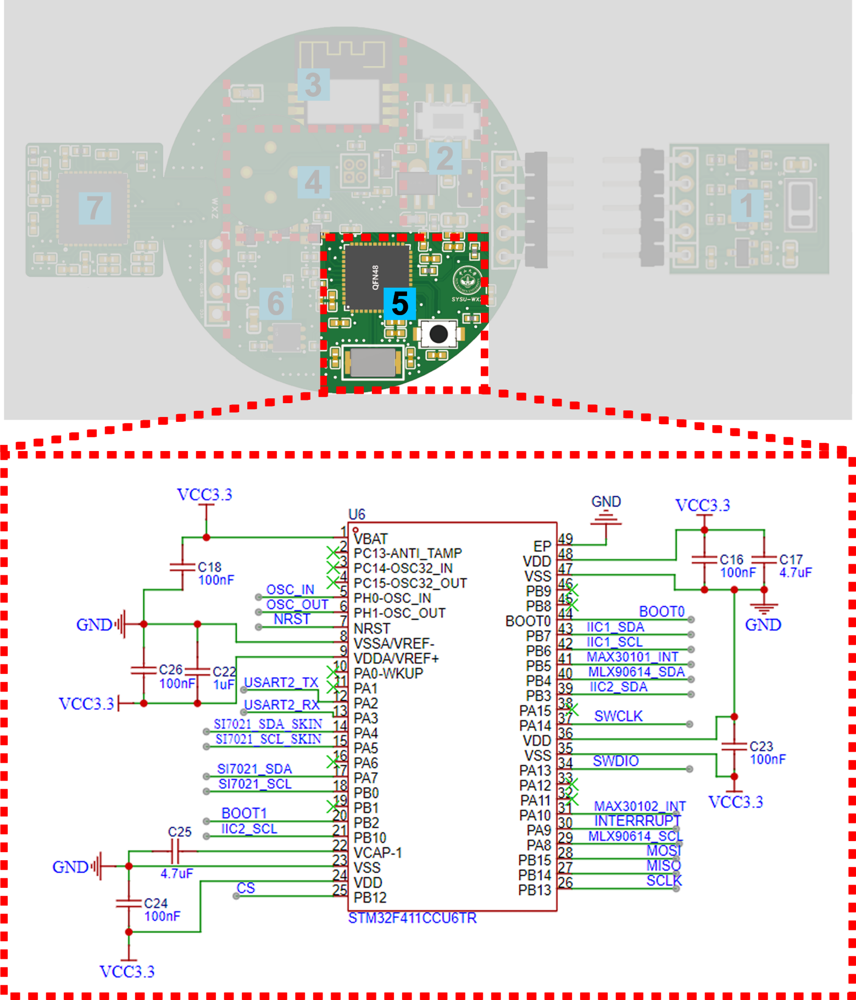 3
2
4
7
1
WXZ
QFN48
6
5
SYSU-WXZ
VCC3.3
GND
VCC3.3
U6
1 VBAT
2 PC13-ANTI_TAMP
3 PC14-OSC32_IN
4 PC15-OSC32_OUT
OSC_IN 5 PH0-OSC_IN
OSC_OUT 6 PH1-OSC_OUT
NRST 7 NRST
8 VSSA/VREF-
9 VDDA/VREF+
10 PA0-WKUP
11 PA1
USART2_TX 12 PA2
USART2_RX 13 PA3
SI7021_SDA_SKIN 14 PA4
SI7021_SCL_SKIN 15 PA5
16 PA6
SI7021_SDA 17 PA7
SI7021_SCL 18 PB0
19 PB1
BOOT1 20 PB2
IIC2_SCL 21 PB10
22 VCAP-1
23 VSS
24 VDD
CS 25 PB12
C18
100nF
GND
C26
100nF
C22
1uF
VCC3.3
C25
4.7uF
GND
C24
100nF
VCC3.3
EP 49
VDD 48
VSS 47
PB9 46
PB8 45
BOOT0 44 BOOT0
PB7 43 IIC1_SDA
PB6 42 IIC1_SCL
PB5 41 MAX30101_INT
PB4 40 MLX90614_SDA
PB3 39 IIC2_SDA
PA15 38
PA14 37 SWCLK
VDD 36
VSS 35
PA13 34 SWDIO
PA12 33
PA11 32
PA10 31 MAX30102_INT
PA9 30 INTERRRUPT
PA8 29 MLX90614_SCL
PB15 28 MOSI
PB14 27 MISO
PB13 26 SCLK
C16
100nF
C17
4.7uF
GND
C23
100nF
VCC3.3
STM32F411CCU6TR